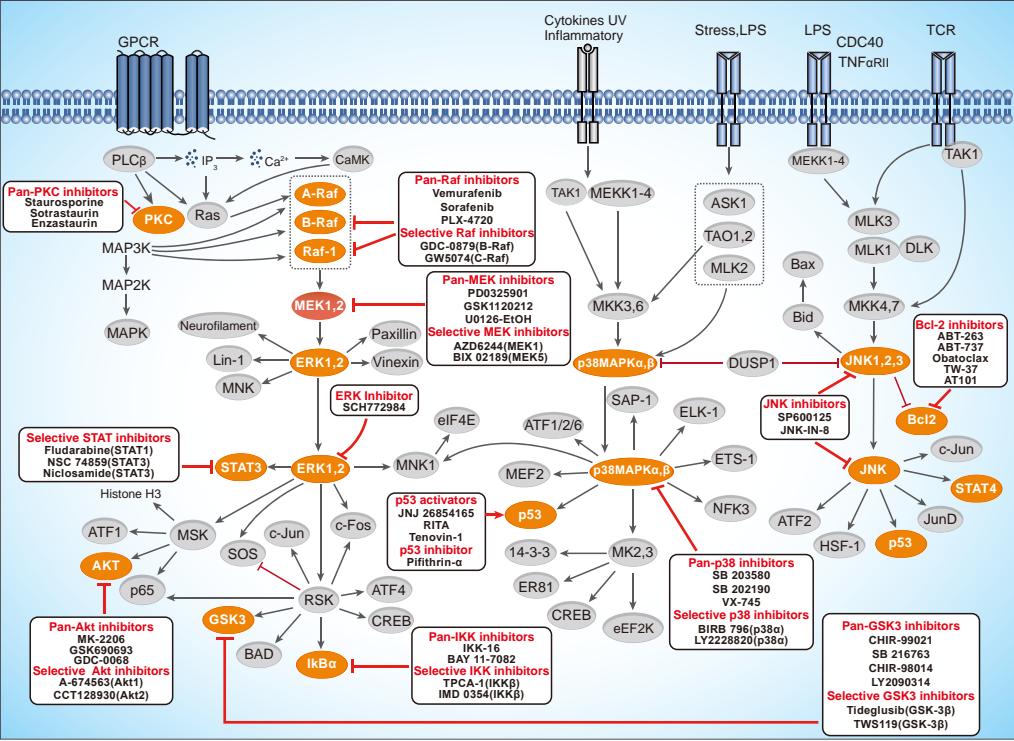 GPCR
Cytokines UV
Inflammatory
Stress,LPS
LPS
CDC40
TNFαRII
TCR
PLCβ
IP3
Ca²⁺
CaMK
PKC
Ras
Pan-PKC inhibitors
Staurosporine
Sotrastaurin
Enzastaurin
MAP3K
MAP2K
MAPK
A-Raf
B-Raf
Raf-1
Pan-Raf inhibitors
Vemurafenib
Sorafenib
PLX-4720
Selective Raf inhibitors
GDC-0879(B-Raf)
GW5074(C-Raf)
MEK1,2
Pan-MEK inhibitors
PD0325901
GSK1120212
U0126-EtOH
Selective MEK inhibitors
AZD6244(MEK1)
BIX 02189(MEK5)
Neurofilament
Lin-1
MNK
ERK1,2
Paxillin
Vinexin
ERK Inhibitor
SCH772984
Selective STAT inhibitors
Fludarabine(STAT1)
NSC 74859(STAT3)
Niclosamide(STAT3)
STAT3
ERK1,2
MNK1
eIF4E
Histone H3
ATF1
MSK
AKT
p65
SOS
c-Jun
c-Fos
RSK
ATF4
CREB
GSK3
BAD
IkBα
Pan-Akt inhibitors
MK-2206
GSK690693
GDC-0068
Selective Akt inhibitors
A-674563(Akt1)
CCT128930(Akt2)
Pan-IKK inhibitors
IKK-16
BAY 11-7082
Selective IKK inhibitors
TPCA-1(IKKβ)
IMD 0354(IKKβ)
TAK1
MEKK1-4
ASK1
TAO1,2
MLK2
MKK3,6
p38MAPKα,β
DUSP1
SAP-1
ATF1/2/6
ELK-1
MEF2
p38MAPKα,β
ETS-1
NFK3
p53
p53 activators
JNJ 26854165
RITA
Tenovin-1
p53 inhibitor
Pifithrin-α
14-3-3
MK2,3
ER81
CREB
eEF2K
Pan-p38 inhibitors
SB 203580
SB 202190
VX-745
Selective p38 inhibitors
BIRB 796(p38α)
LY2228820(p38α)
MEKK1-4
TAK1
MLK3
MLK1
DLK
Bax
Bid
MKK4,7
JNK1,2,3
Bcl-2 inhibitors
ABT-263
ABT-737
Obatoclax
TW-37
AT101
Bcl2
JNK inhibitors
SP600125
JNK-IN-8
JNK
c-Jun
STAT4
JunD
p53
HSF-1
ATF2
Pan-GSK3 inhibitors
CHIR-99021
SB 216763
CHIR-98014
LY2090314
Selective GSK3 inhibitors
Tideglusib(GSK-3β)
TWS119(GSK-3β)